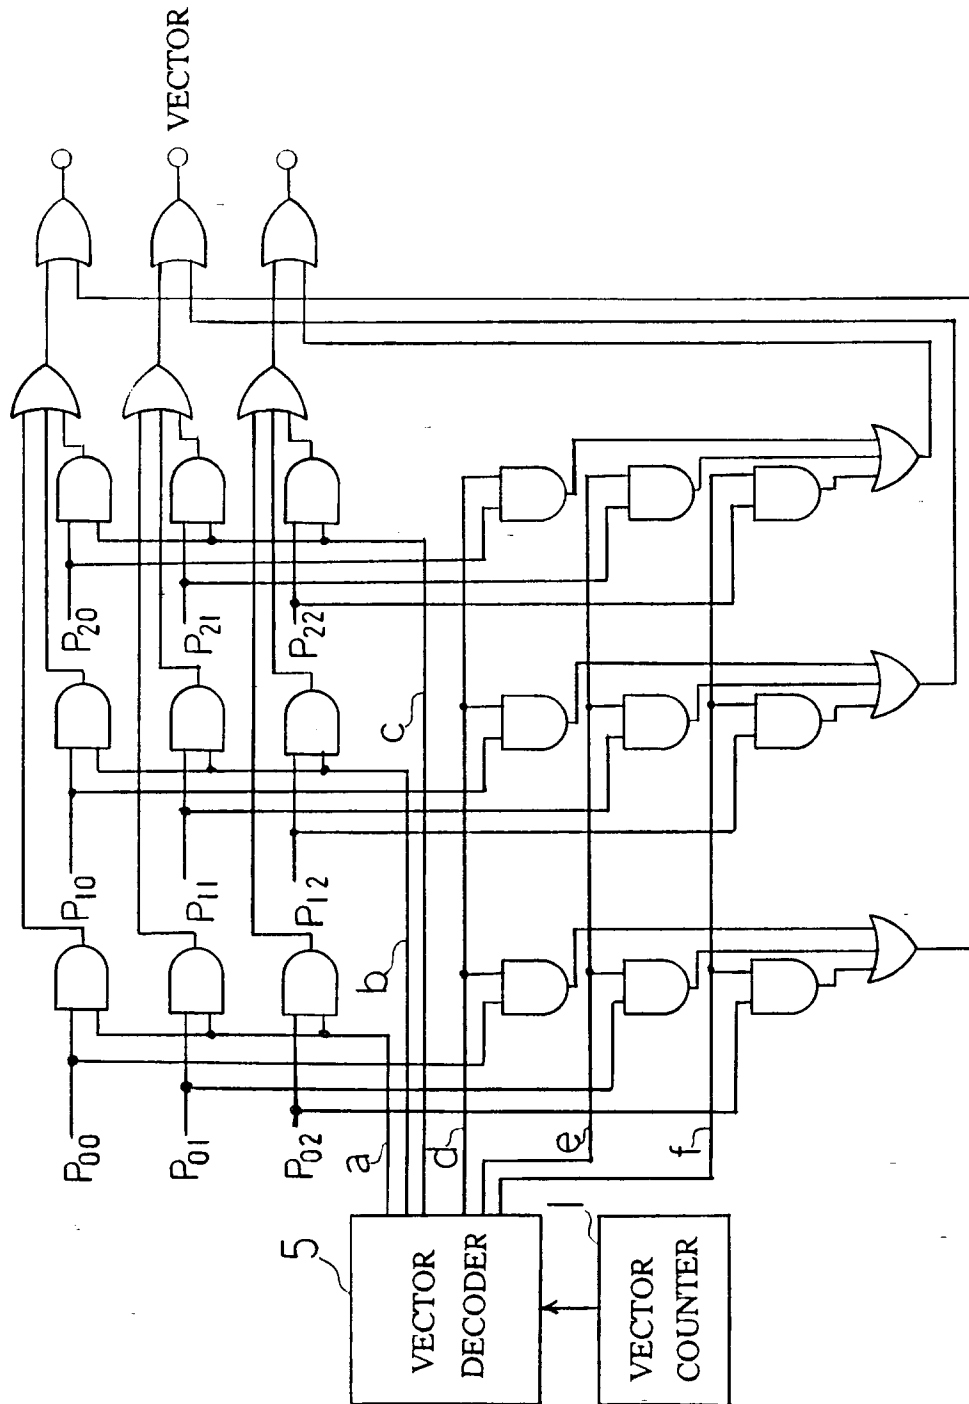 VECTOR
P20
P21
P22
P10
P11
P12
c
b
P00
P01
P02
a
d
e
f
5
VECTOR
DECODER
1
VECTOR
COUNTER